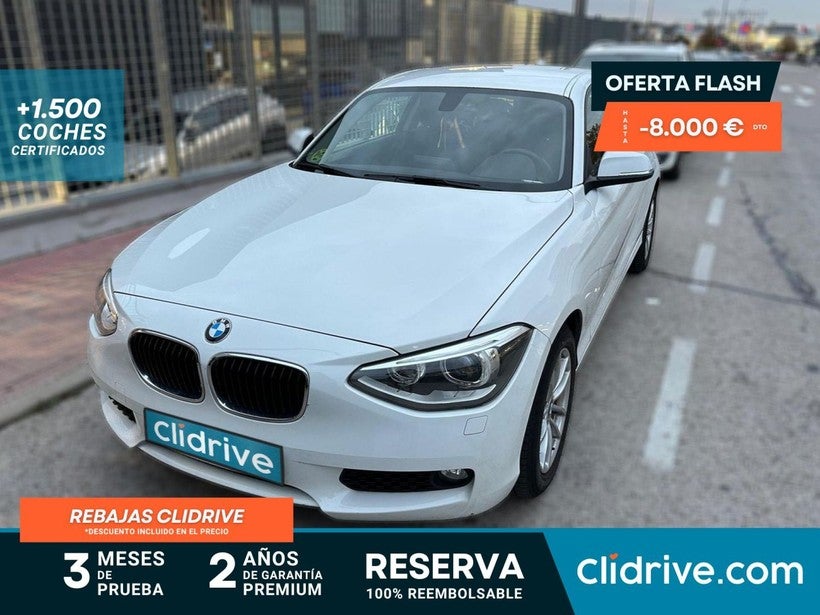 +1.500
COCHES
CERTIFICADOS
OFERTA FLASH
HASTA
-8.000 €
DTO
clidrive
REBAJAS CLIDRIVE
*DESCUENTO INCLUIDO EN EL PRECIO
3 MESES
DE
PRUEBA
2 AÑOS
DE GARANTÍA
PREMIUM
RESERVA
100% REEMBOLSABLE
Clidrive.com